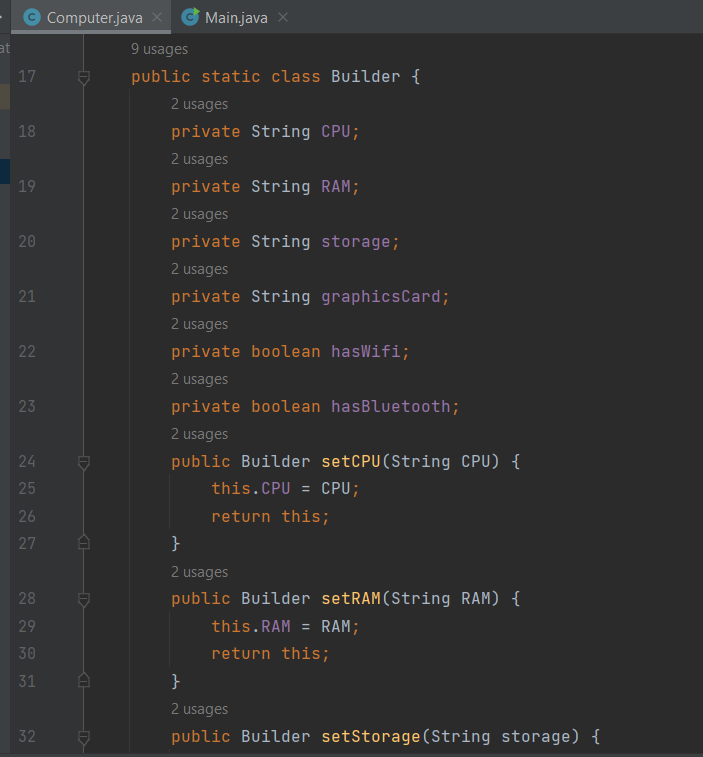 Computer.java Main.java
at
9 usages
17 public static class Builder {
2 usages
18 private String CPU;
2 usages
19 private String RAM;
2 usages
20 private String storage;
2 usages
21 private String graphicsCard;
2 usages
22 private boolean hasWifi;
2 usages
23 private boolean hasBluetooth;
2 usages
24 public Builder setCPU(String CPU) {
25 this.CPU = CPU;
26 return this;
27 }
2 usages
28 public Builder setRAM(String RAM) {
29 this.RAM = RAM;
30 return this;
31 }
2 usages
32 public Builder setStorage(String storage) {